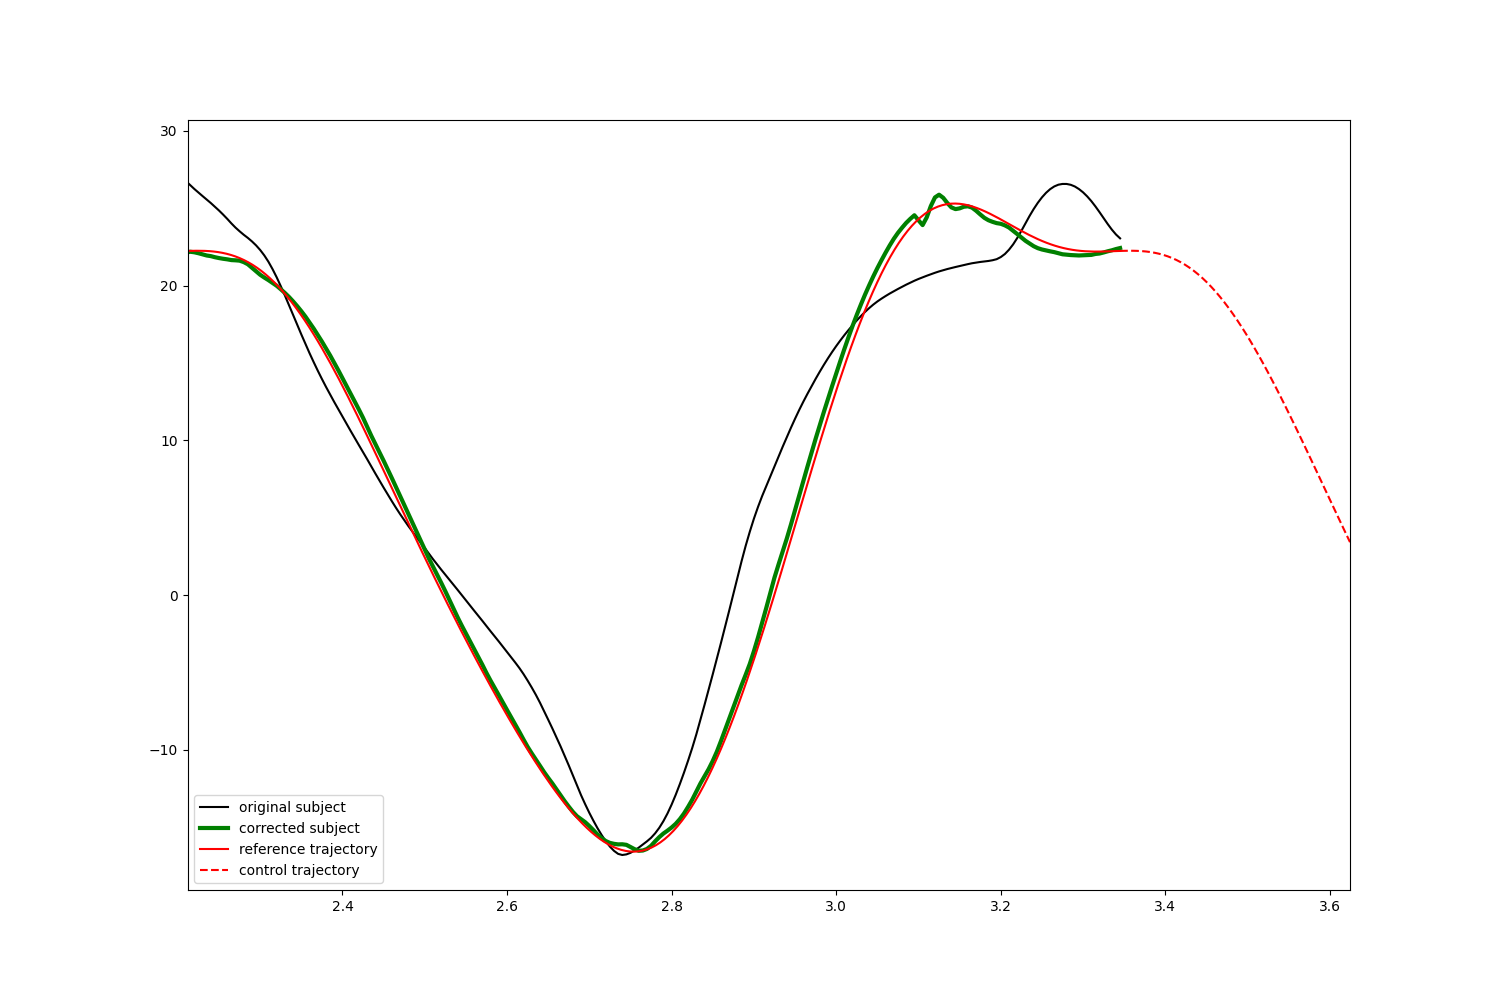 30
20
10
0
−10
original subject
corrected subject
reference trajectory
control trajectory
2.4 2.6 2.8 3.0 3.2 3.4 3.6